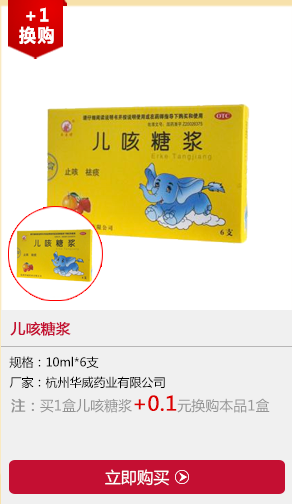 +1
换购
请仔细阅读说明书并按说明使用或在药师指导下购买和使用
OTC
儿咳糖浆
Erke Tangjiang
止咳 祛痰
6支
儿咳糖浆
儿咳糖浆
规格：10ml*6支
厂家：杭州华威药业有限公司
注：买1盒儿咳糖浆+0.1元换购本品1盒
立即购买